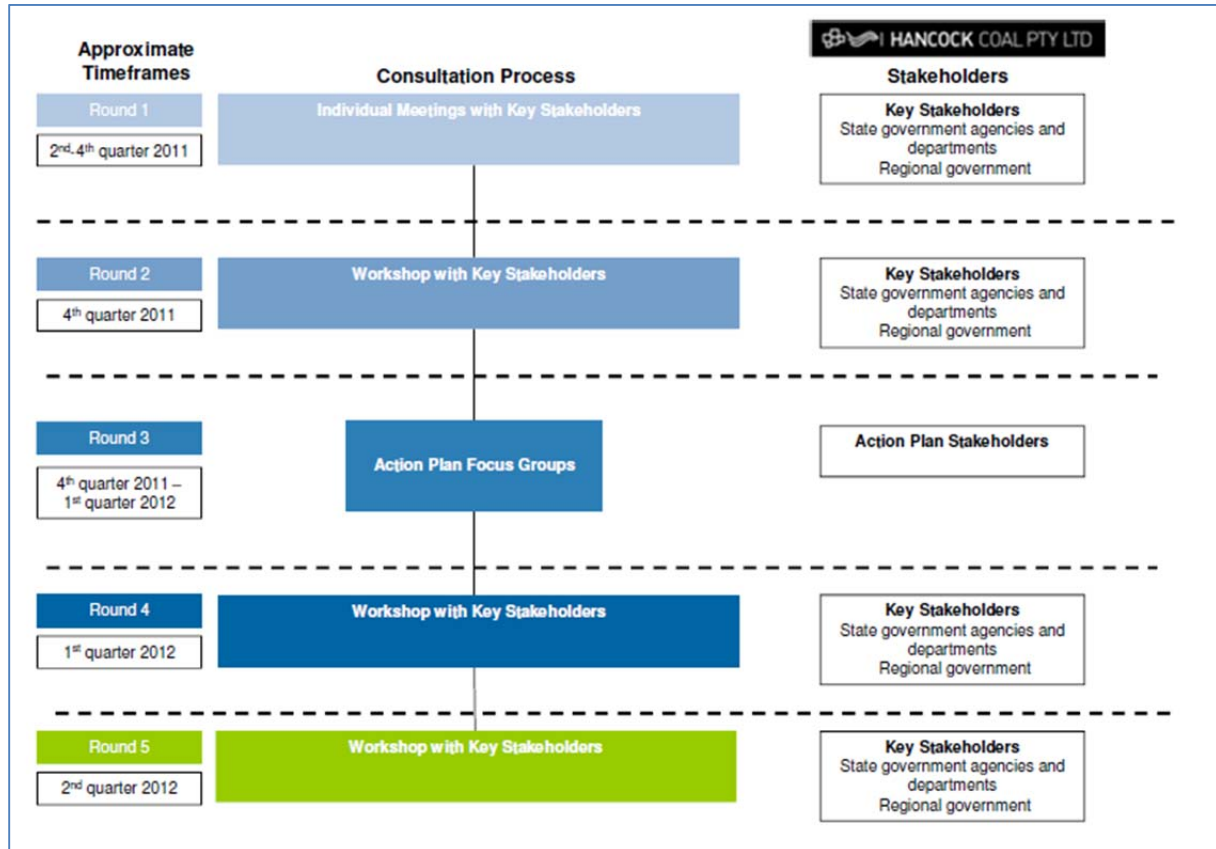 HANCOCK COAL PTY LTD
Approximate
Timeframes
Consultation Process
Stakeholders
Round 1
2nd-4th quarter 2011
Individual Meetings with Key Stakeholders
Key Stakeholders
State government agencies and
departments
Regional government
Round 2
4th quarter 2011
Workshop with Key Stakeholders
Key Stakeholders
State government agencies and
departments
Regional government
Round 3
4th quarter 2011 –
1st quarter 2012
Action Plan Focus Groups
Action Plan Stakeholders
Round 4
1st quarter 2012
Workshop with Key Stakeholders
Key Stakeholders
State government agencies and
departments
Regional government
Round 5
2nd quarter 2012
Workshop with Key Stakeholders
Key Stakeholders
State government agencies and
departments
Regional government